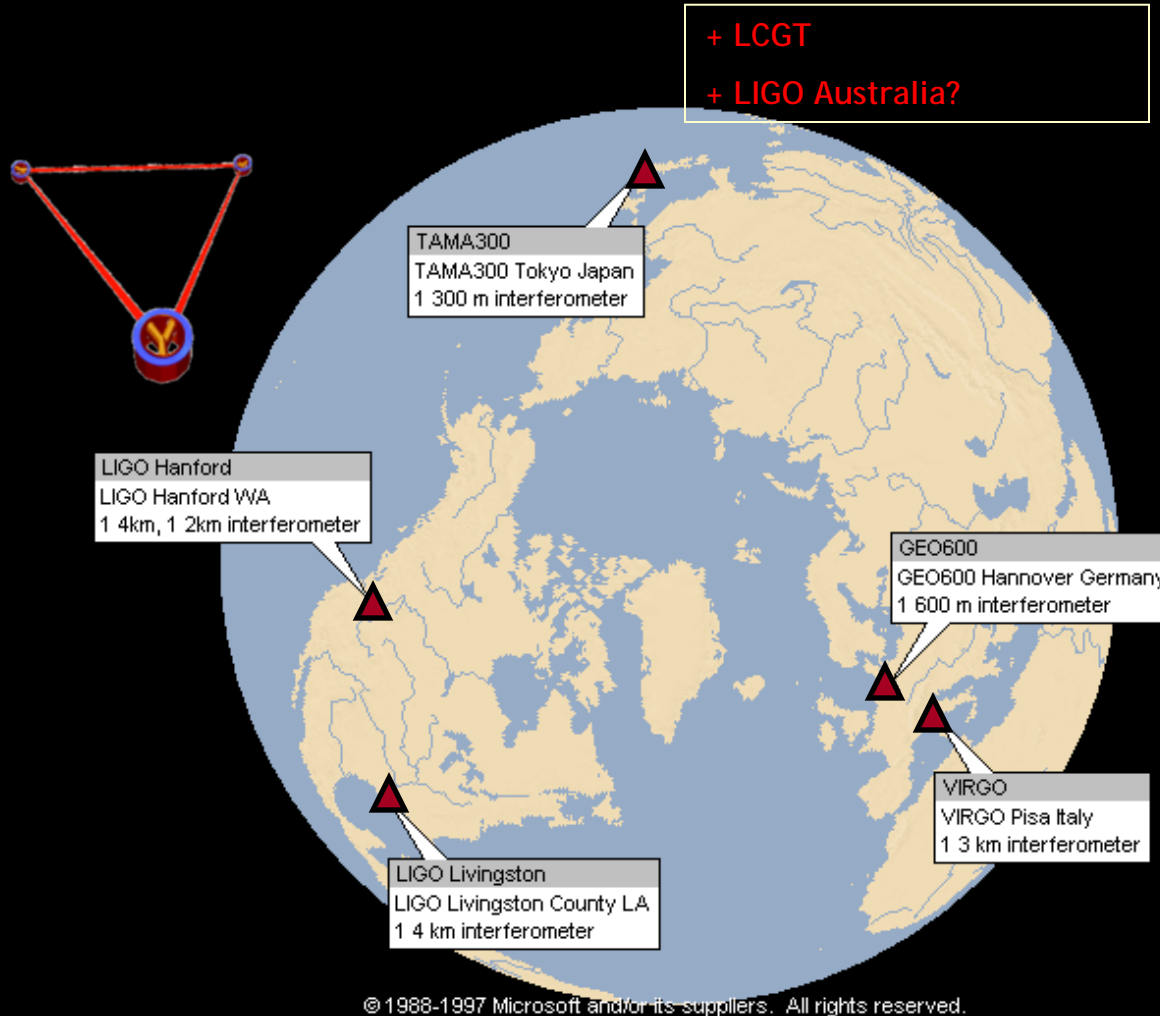 + LCGT
+ LIGO Australia?
TAMA300
TAMA300 Tokyo Japan
1 300 m interferometer
LIGO Hanford
LIGO Hanford WA
1 4km, 1 2km interferometer
GEO600
GEO600 Hannover Germany
1 600 m interferometer
VIRGO
VIRGO Pisa Italy
1 3 km interferometer
LIGO Livingston
LIGO Livingston County LA
1 4 km interferometer
© 1988-1997 Microsoft and/or its suppliers. All rights reserved.